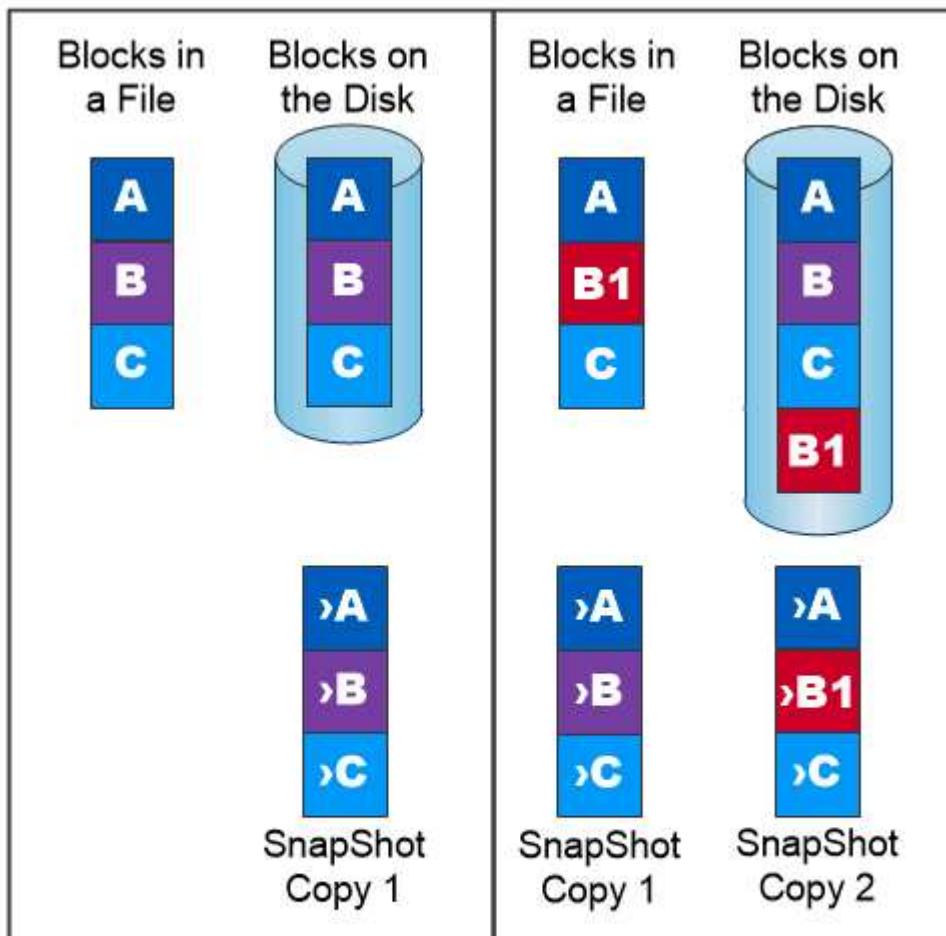 Blocks in
a File
Blocks on
the Disk
A
B
C
A
B
C
›A
›B
›C
SnapShot
Copy 1
Blocks in
a File
Blocks on
the Disk
A
B1
C
A
B
C
B1
›A
›B
›C
SnapShot
Copy 1
›A
›B1
›C
SnapShot
Copy 2